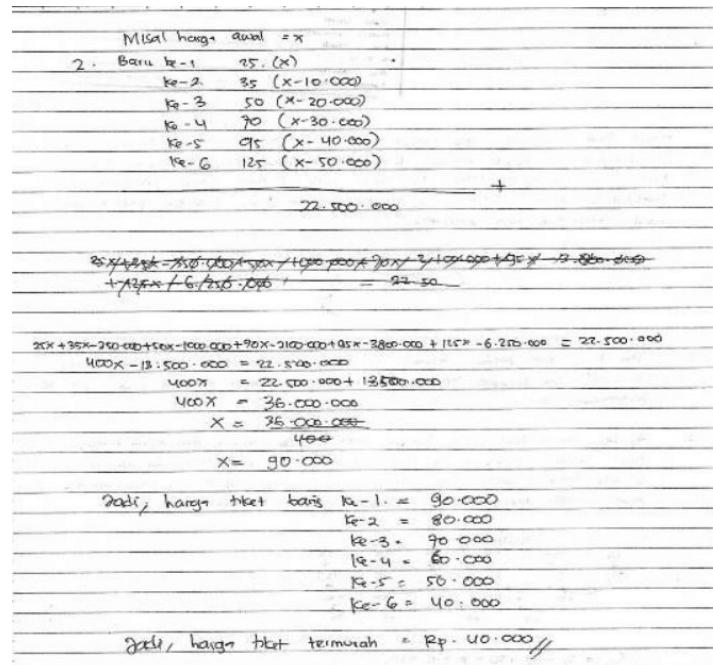 Misal harga awal = x
2. Baris ke-1 25. (x)
ke-2 35 (x-10.000)
ke-3 50 (x-20.000)
ke-4 70 (x-30.000)
ke-5 95 (x-40.000)
ke-6 125 (x-50.000)
+
22.500.000
= 22.50
25x+35x-350.000+50x-1000.000+70x-2100.000+95x-3800.000 + 125x -6.250.000 = 22.500.000
400x - 13.500.000 = 22.500.000
400x = 22.500.000 + 13500.000
400x = 36.000.000
x = 36.000.000
400
x = 90.000
Jadi, harga tiket baris ke-1. = 90.000
ke-2 = 80.000
ke-3 = 70.000
ke-4 = 60.000
ke-5 = 50.000
ke-6 = 40.000
Jadi, harga tiket termurah = Rp. 40.000 //